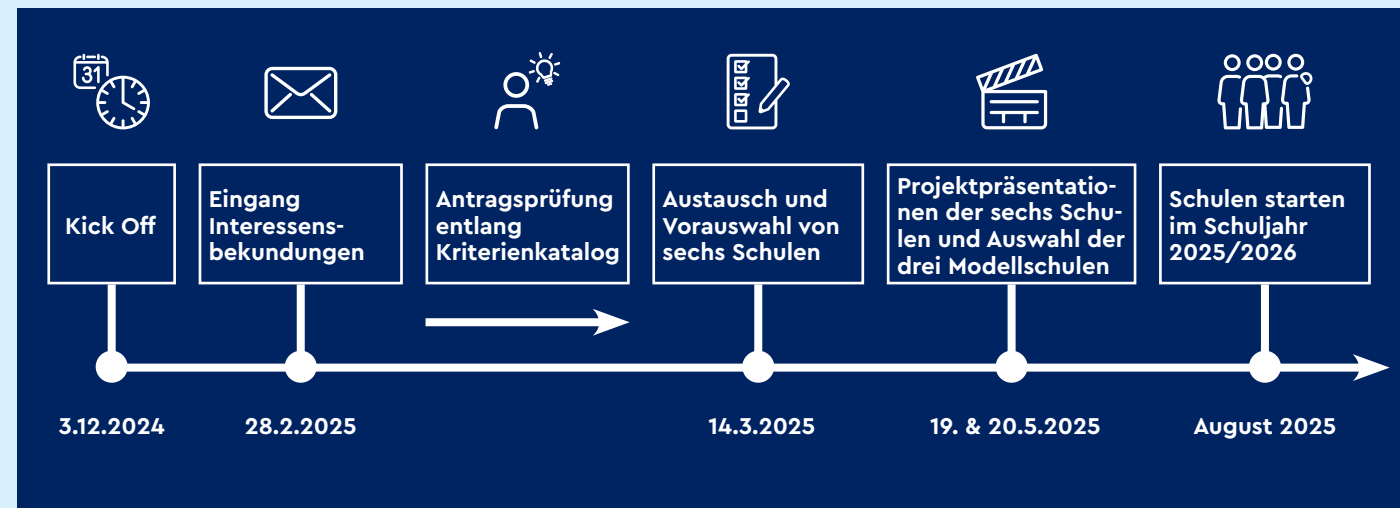 31
Kick Off
Eingang
Interessens-
bekundungen
Antragsprüfung
entlang
Kriterienkatalog
Austausch und
Vorauswahl von
sechs Schulen
Projektpräsentatio-
nen der sechs Schu-
len und Auswahl der
drei Modellschulen
Schulen starten
im Schuljahr
2025/2026
3.12.2024
28.2.2025
14.3.2025
19. & 20.5.2025
August 2025